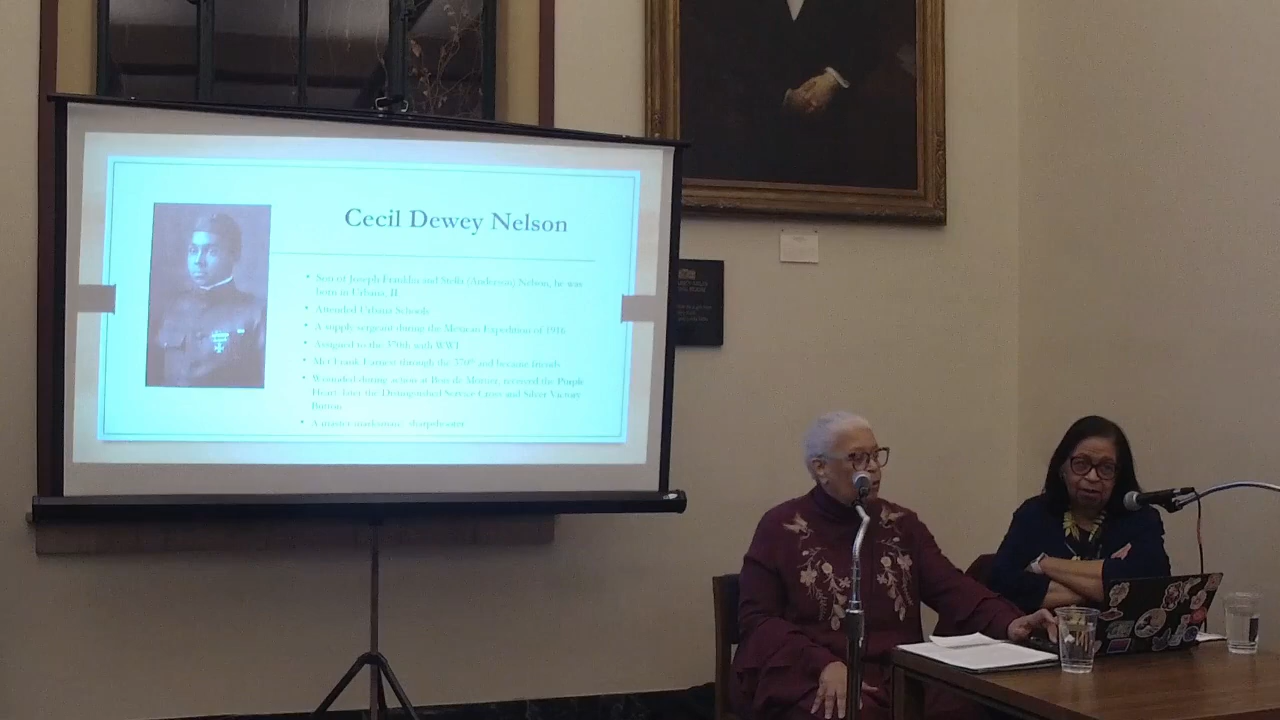 Cecil Dewey Nelson
• Son of Joseph Franklin and Stella (Anderson) Nelson, he was
born in Urbana, IL
• Attended Urbana Schools
• A supply sergeant during the Mexican Expedition of 1916
• Assigned to the 370th with WWI
• Met Frank Earnest through the 370th and became friends
• Wounded during action at Bois de Mortier, received the Purple
Heart, later the Distinguished Service Cross and Silver Victory
Button
• A master marksman, sharpshooter